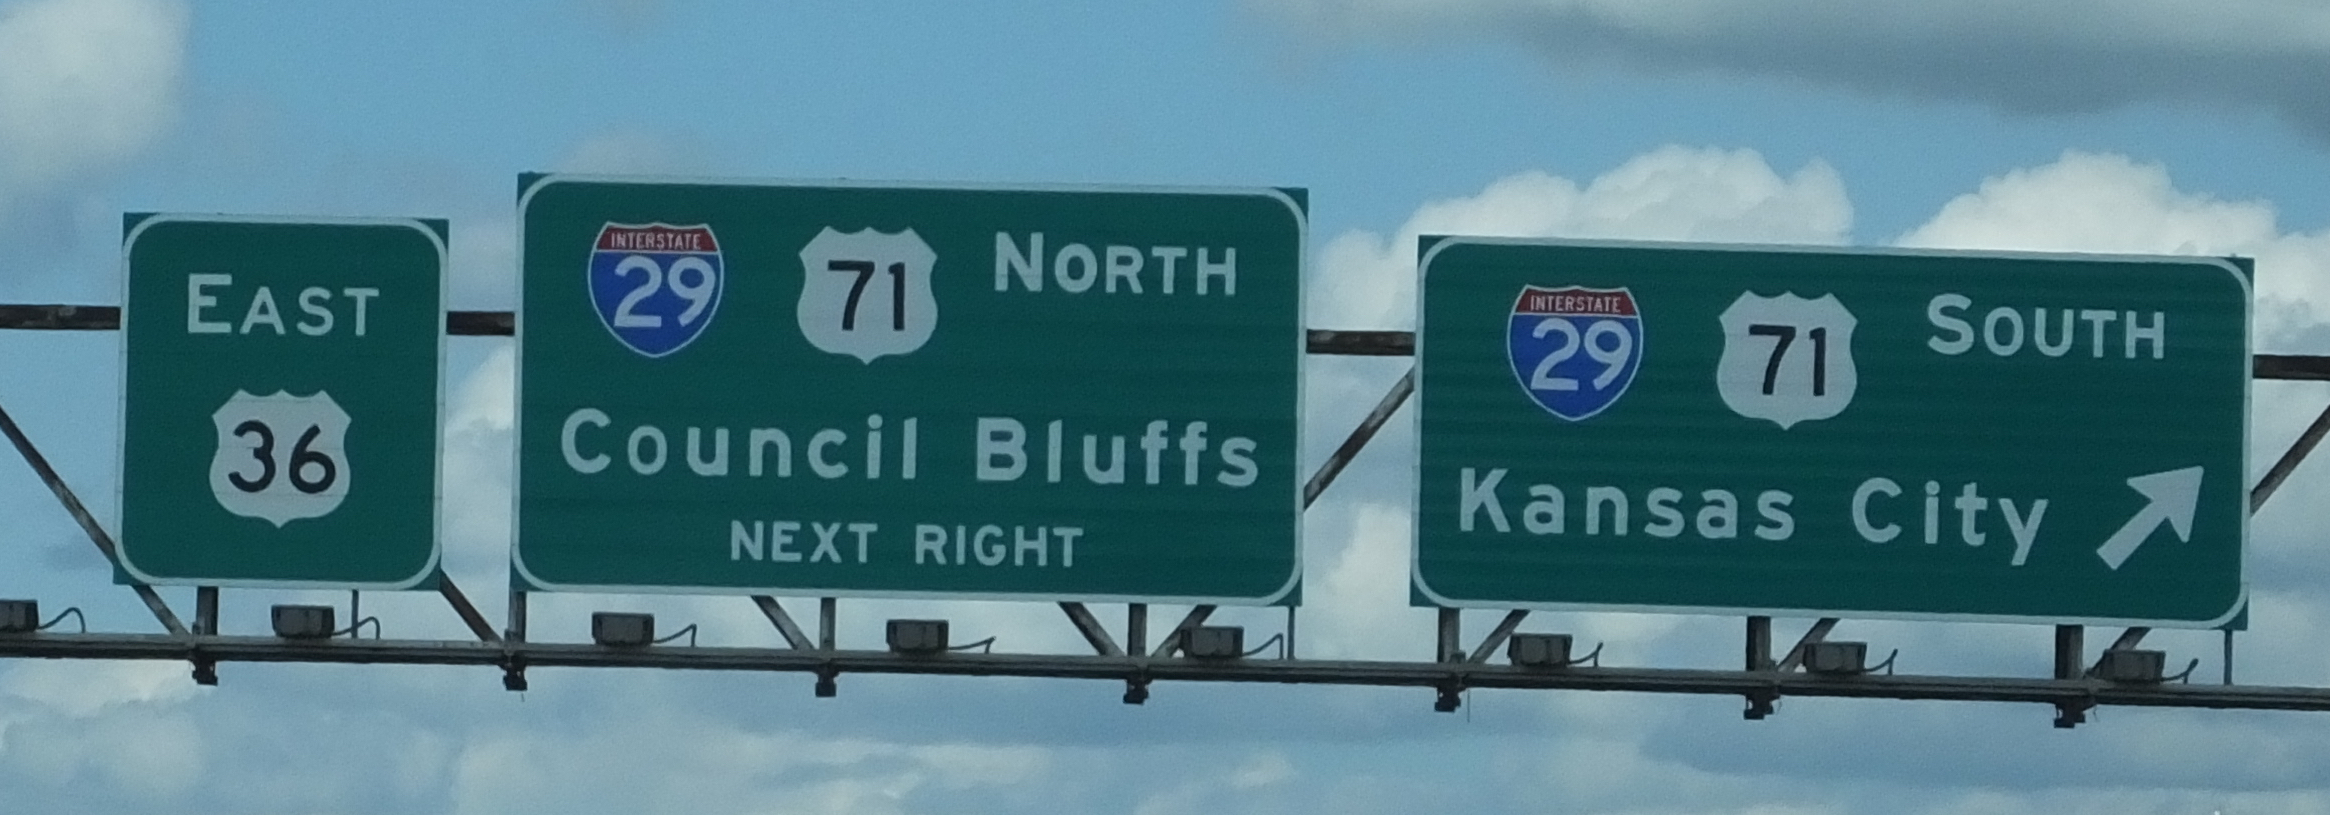 EAST
36
INTERSTATE
29
71
NORTH
Council Bluffs
NEXT RIGHT
INTERSTATE
29
71
SOUTH
Kansas City